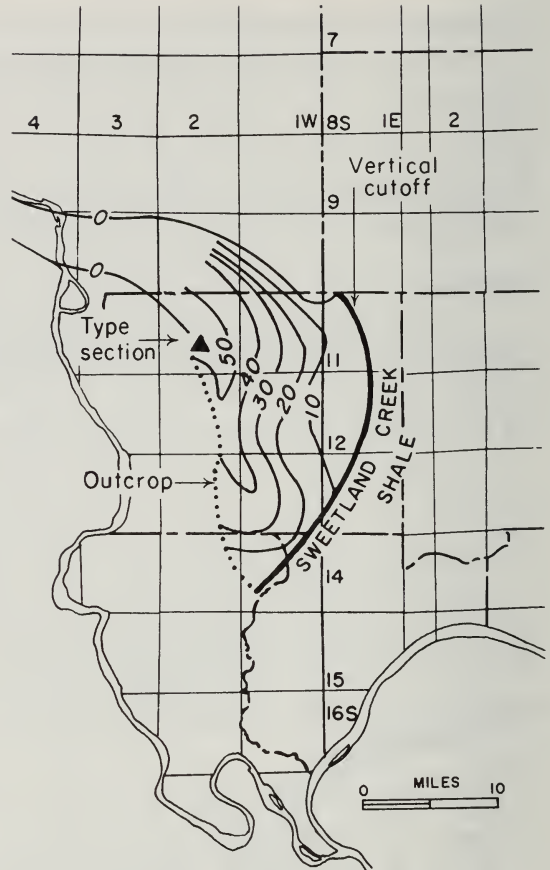 7
4 3 2 1W 8S 1E 2
Vertical
cutoff
9
0
0
Type
section
50
40
30
20
10
11
12
Outcrop
SWEETLAND CREEK
SHALE
14
15
16S
MILES
0 10